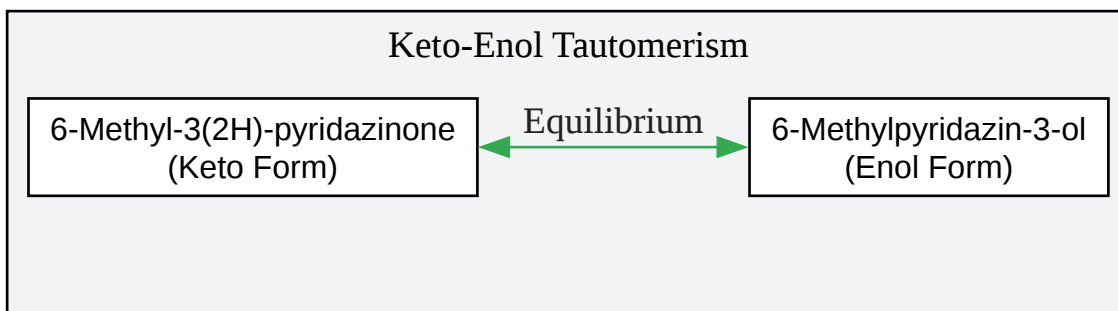 Keto-Enol Tautomerism
6-Methyl-3(2H)-pyridazinone
(Keto Form)
Equilibrium
6-Methylpyridazin-3-ol
(Enol Form)